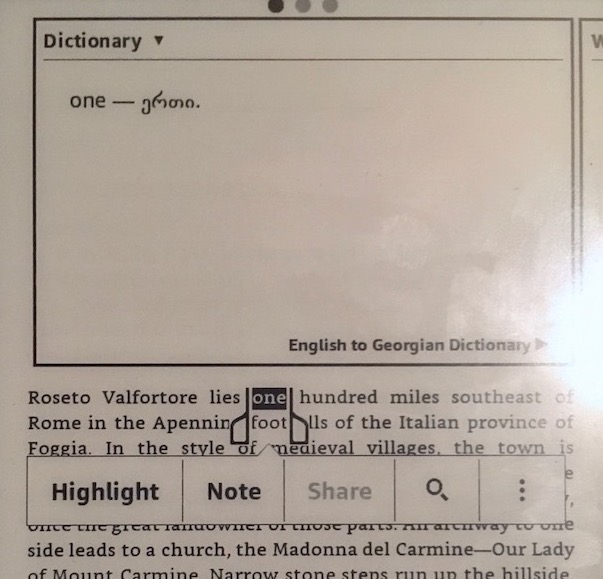 Dictionary ▼
W
one — ერთი.
English to Georgian Dictionary ▶
Roseto Valfortore lies one hundred miles southeast of
Rome in the Apennin foot lls of the Italian province of
Foggia. In the style of medieval villages, the town is
e
Highlight Note Share
,
once the great landowner of those parts. An archway to one
side leads to a church, the Madonna del Carmine—Our Lady
of Mount Carmine. Narrow stone steps run up the hillside,